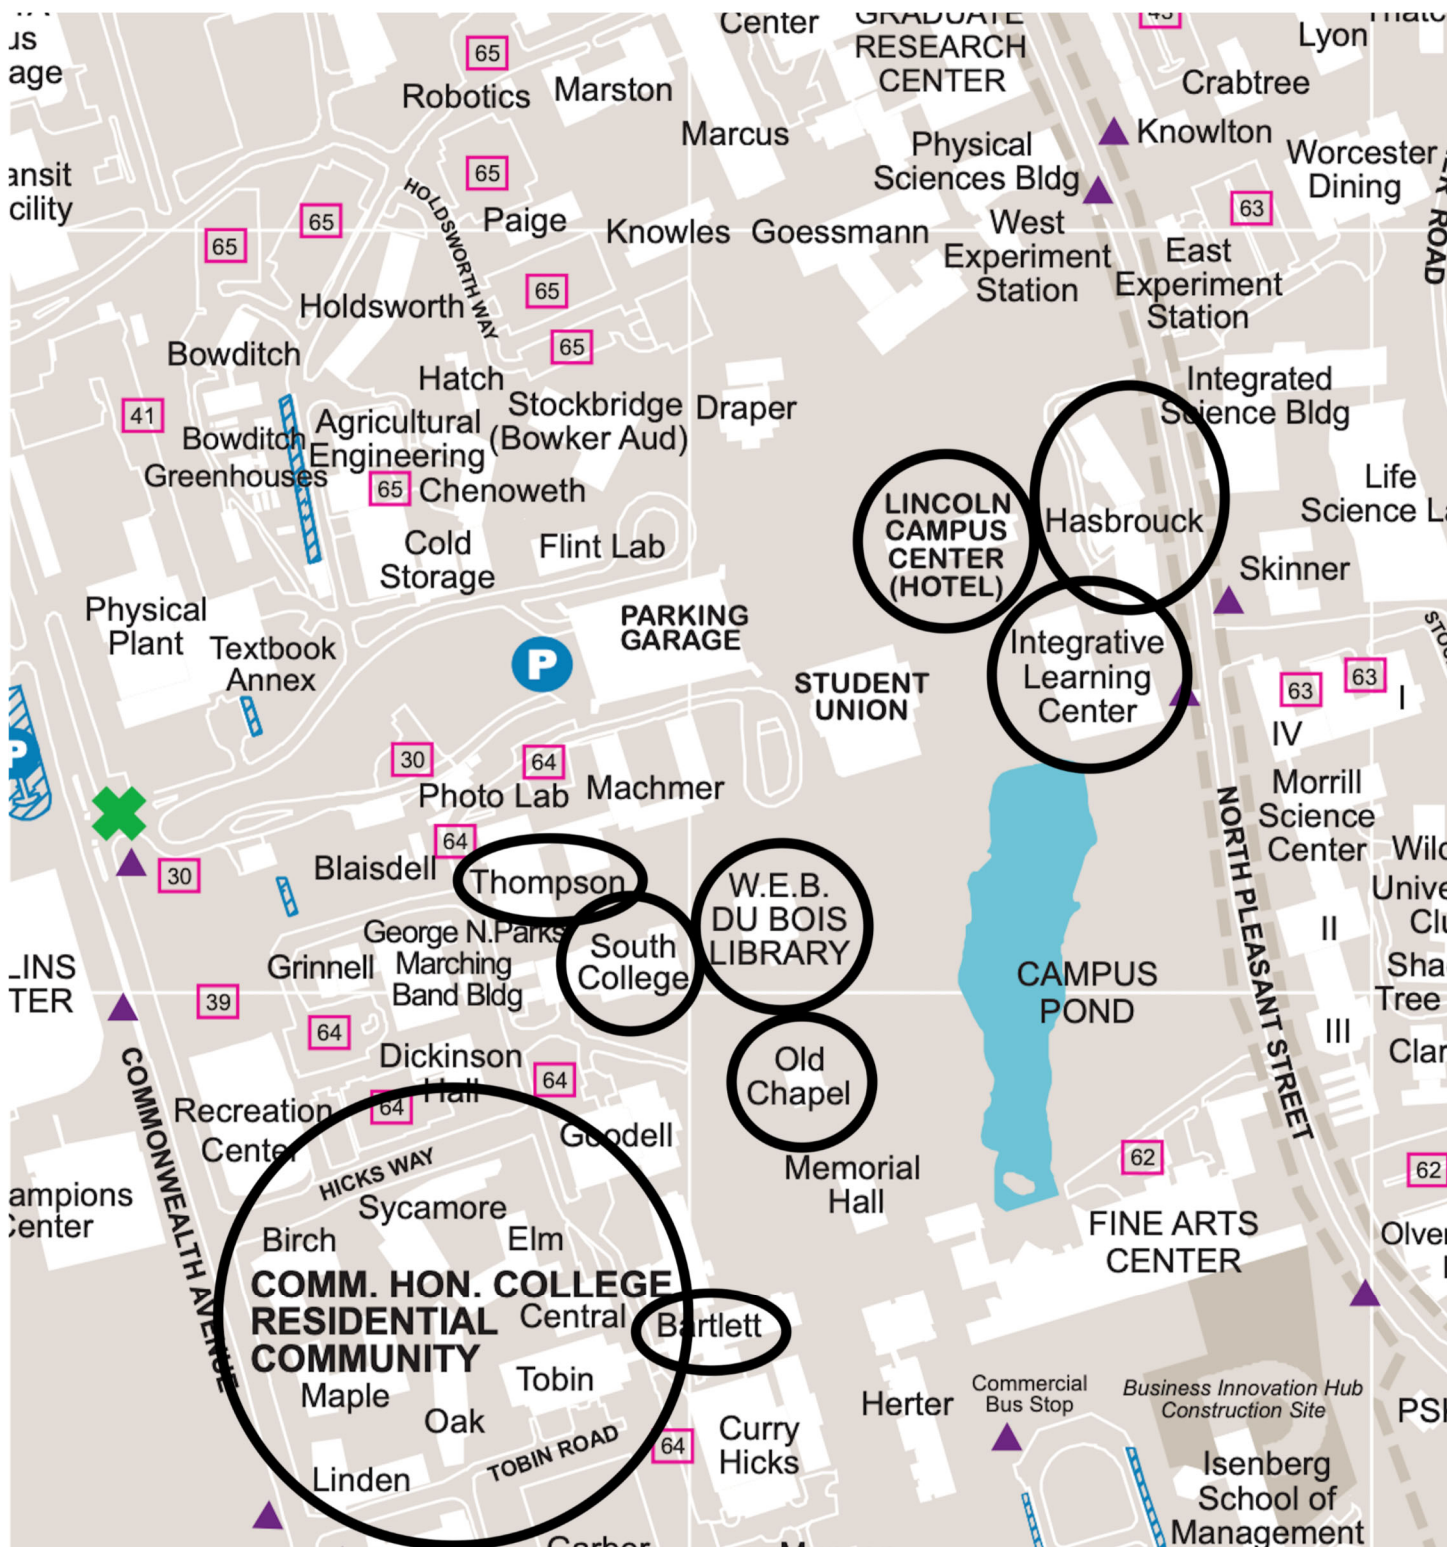 Center
GRADUATE
RESEARCH
CENTER
43
Lyon
65
Robotics
Marston
Crabtree
Marcus
Physical
Sciences Bldg
Knowlton
Worcester
Dining
65
HOLDSWORTH WAY
Paige
63
ROAD
65
65
Knowles
Goessmann
West
Experiment
Station
East
Experiment
Station
65
Holdsworth
65
Bowditch
Hatch
Integrated
Science Bldg
41
Stockbridge
(Bowker Aud)
Draper
Agricultural
Engineering
Bowditch
Greenhouses
65
Chenoweth
LINCOLN
CAMPUS
CENTER
(HOTEL)
Hasbrouck
Life
Cold
Storage
Flint Lab
Skinner
Physical
Plant
PARKING
GARAGE
Textbook
Annex
P
Integrative
Learning
Center
STUDENT
UNION
63
63
I
IV
P
30
64
Photo Lab
Machmer
Morrill
Science
Center
NORTH PLEASANT STREET
64
Blaisdell
30
Thompson
W.E.B.
DU BOIS
LIBRARY
II
George N.Parks
Marching
Band Bldg
South
College
Grinnell
CAMPUS
POND
39
64
Tree
III
COMMONWEALTH AVENUE
Dickinson
Hall
64
64
Old
Chapel
Recreation
Center
Goodell
HICKS WAY
Memorial
Hall
62
62
Sycamore
Birch
Elm
FINE ARTS
CENTER
COMM. HON. COLLEGE
RESIDENTIAL
COMMUNITY
Central
Bartlett
Maple
Tobin
Oak
Herter
Commercial
Bus Stop
Business Innovation Hub
Construction Site
TOBIN ROAD
64
Curry
Hicks
Linden
Isenberg
School of
Management